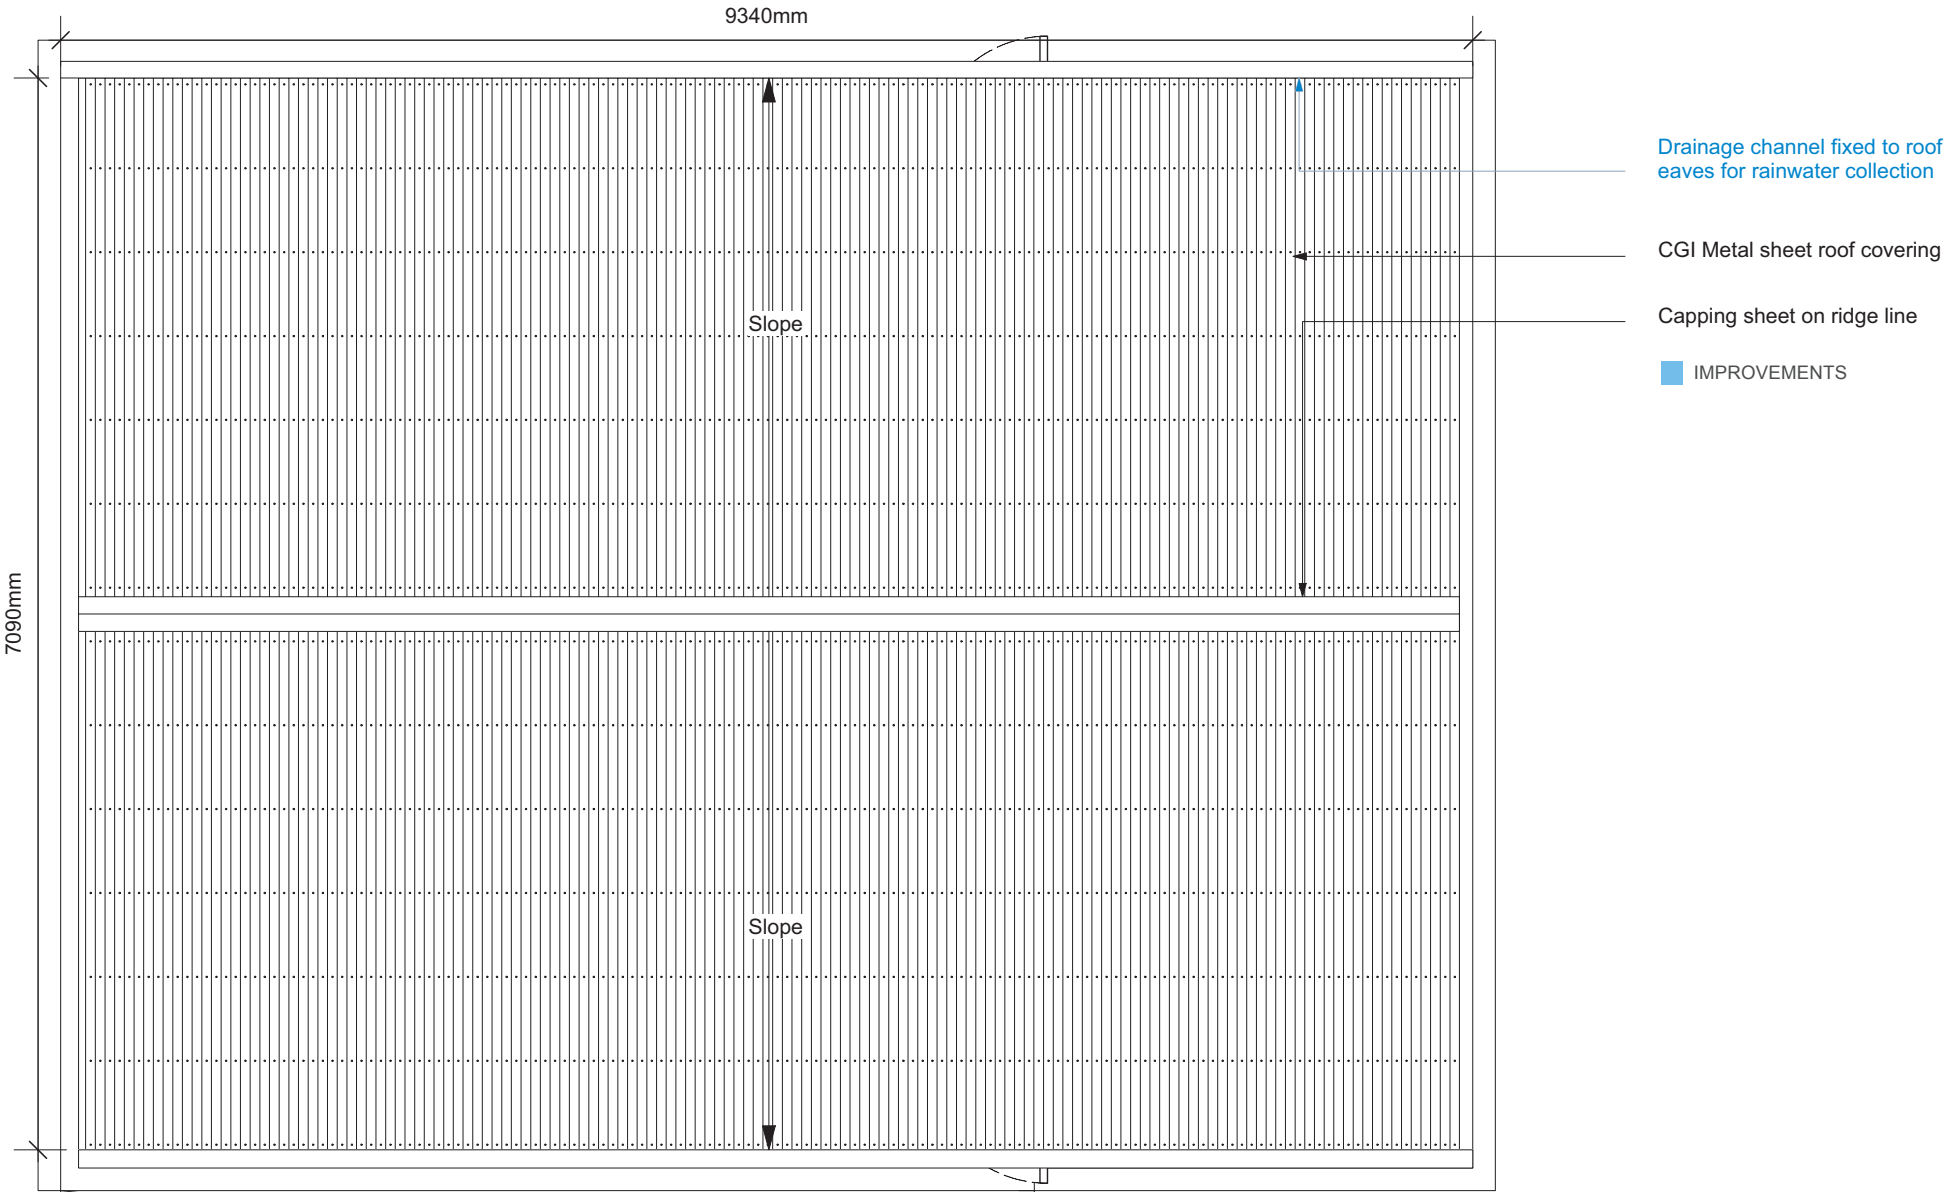 9340mm
Drainage channel fixed to roof
eaves for rainwater collection
CGI Metal sheet roof covering
Slope
Capping sheet on ridge line
IMPROVEMENTS
7090mm
Slope